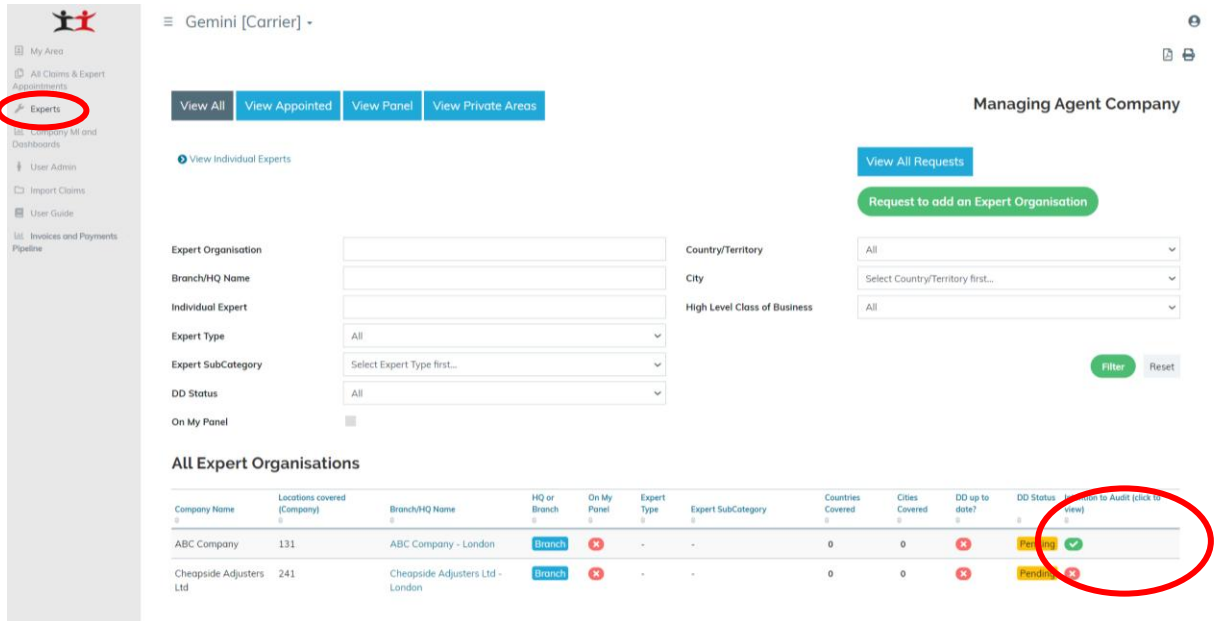 Gemini [Carrier]
My Area
All Claims & Expert
Appointments
Experts
Company MI and
Dashboards
User Admin
Import Claims
User Guide
Invoices and Payments
Pipeline
View All
View Appointed
View Panel
View Private Areas
Managing Agent Company
View Individual Experts
View All Requests
Request to add an Expert Organisation
Expert Organisation
Country/Territory
All
Branch/HQ Name
City
Select Country/Territory first...
Individual Expert
High Level Class of Business
All
Expert Type
All
Expert SubCategory
Select Expert Type first...
Filter
Reset
DD Status
All
On My Panel
All Expert Organisations
Locations covered HQ or On My Expert Countries Cities DD up to DD Status to Audit (click to
Company Name (Company) Branch/HQ Name Branch Panel Type Expert SubCategory Covered Covered date? view)
ABC Company 131 ABC Company - London Branch - - 0 0 Pending
Cheapside Adjusters 241 Cheapside Adjusters Ltd - Branch - - 0 0 Pending
Ltd London